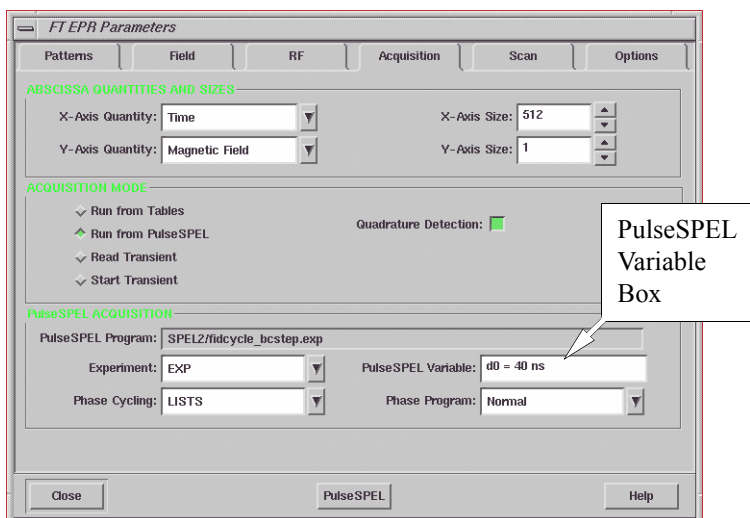 FT EPR Parameters
Patterns Field RF Acquisition Scan Options
ABSCISSA QUANTITIES AND SIZES
X-Axis Quantity: Time X-Axis Size: 512
Y-Axis Quantity: Magnetic Field Y-Axis Size: 1
ACQUISITION MODE
Run from Tables
Run from PulseSPEL
Quadrature Detection:
Read Transient
Start Transient
PulseSPEL
Variable
Box
PulseSPEL ACQUISITION
PulseSPEL Program: SPEL2/fidcycle_bcstep.exp
Experiment: EXP PulseSPEL Variable: d0 = 40 ns
Phase Cycling: LISTS Phase Program: Normal
Close PulseSPEL Help